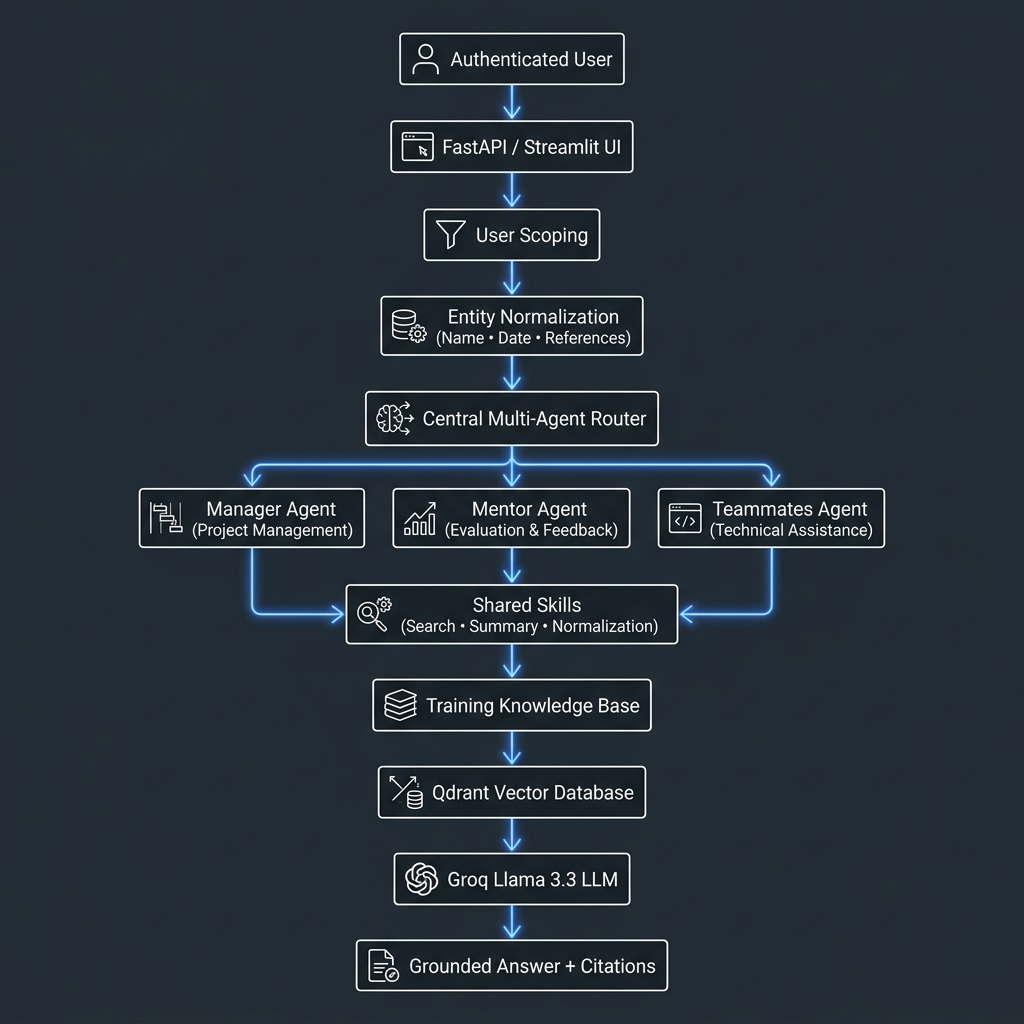 Authenticated User
FastAPI / Streamlit UI
User Scoping
Entity Normalization
(Name • Date • References)
Central Multi-Agent Router
Manager Agent
(Project Management)
Mentor Agent
(Evaluation & Feedback)
Teammates Agent
(Technical Assistance)
Shared Skills
(Search • Summary • Normalization)
Training Knowledge Base
Qdrant Vector Database
Groq Llama 3.3 LLM
Grounded Answer + Citations